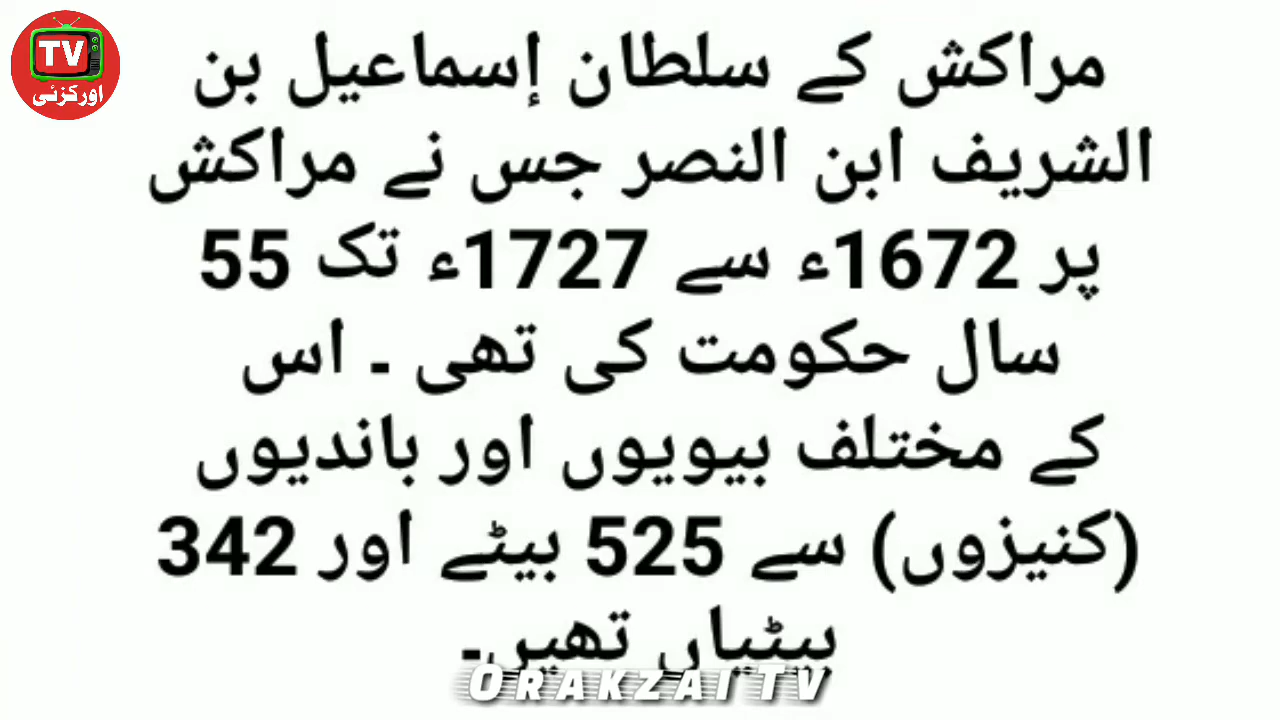 TV
اورکزئی
مراکش کے سلطان إسماعیل بن
الشریف ابن النصر جس نے مراکش
پر 1672ء سے 1727ء تک 55
سال حکومت کی تھی ۔ اس
کے مختلف بیویوں اور باندیوں
(کنیزوں) سے 525 بیٹے اور 342
بیٹیاں تھیں۔
ORAKZAI TV